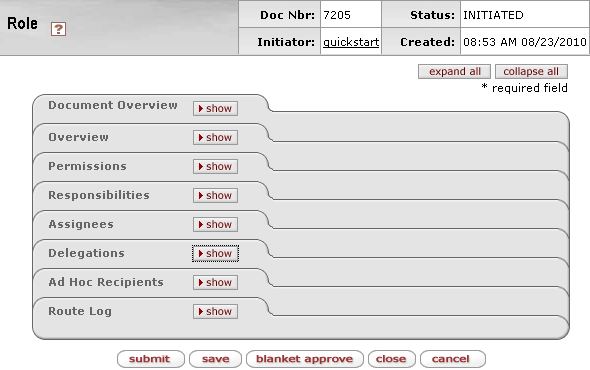 Role ?
Doc Nbr: 7205 Status: INITIATED
Initiator: quickstart Created: 08:53 AM 08/23/2010
expand all collapse all
* required field
Document Overview show
Overview show
Permissions show
Responsibilities show
Assignees show
Delegations show
Ad Hoc Recipients show
Route Log show
submit save blanket approve close cancel